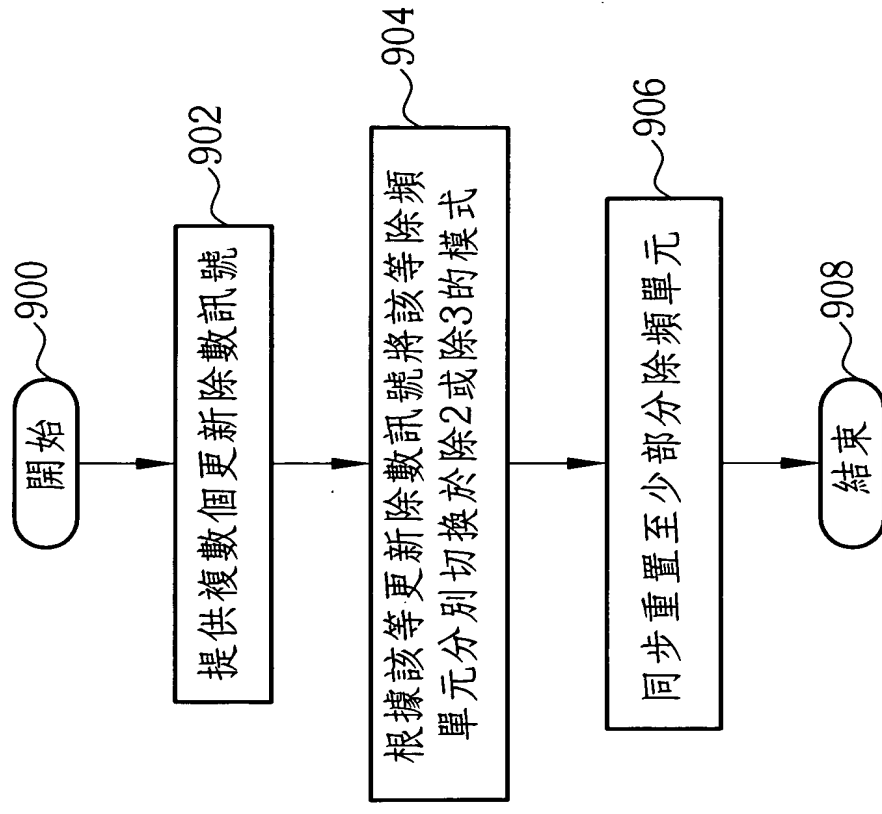 開始
900
提供複數個更新除數訊號
902
根據該等更新除數訊號將該等除頻
單元分別切換於除2或除3的模式
904
同步重置至少部分除頻單元
906
結束
908